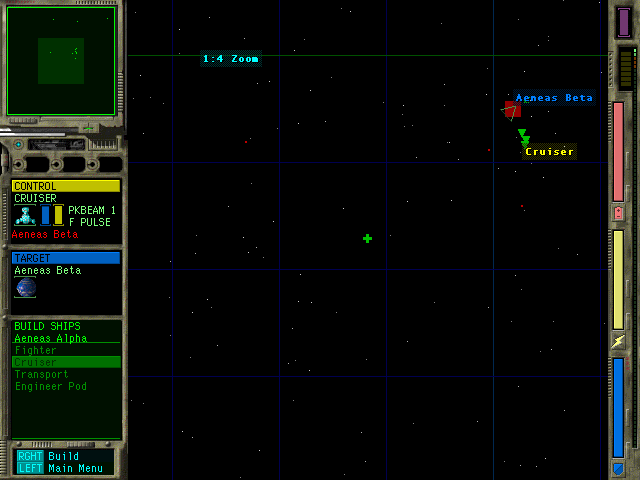 1:4 Zoom
Aeneas Beta
Cruiser
CONTROL
CRUISER
PKBEAM 1
F PULSE
Aeneas Beta
TARGET
Aeneas Beta
BUILD SHIPS
Aeneas Alpha
Fighter
Cruiser
Transport
Engineer Pod
RGHT Build
LEFT Main Menu